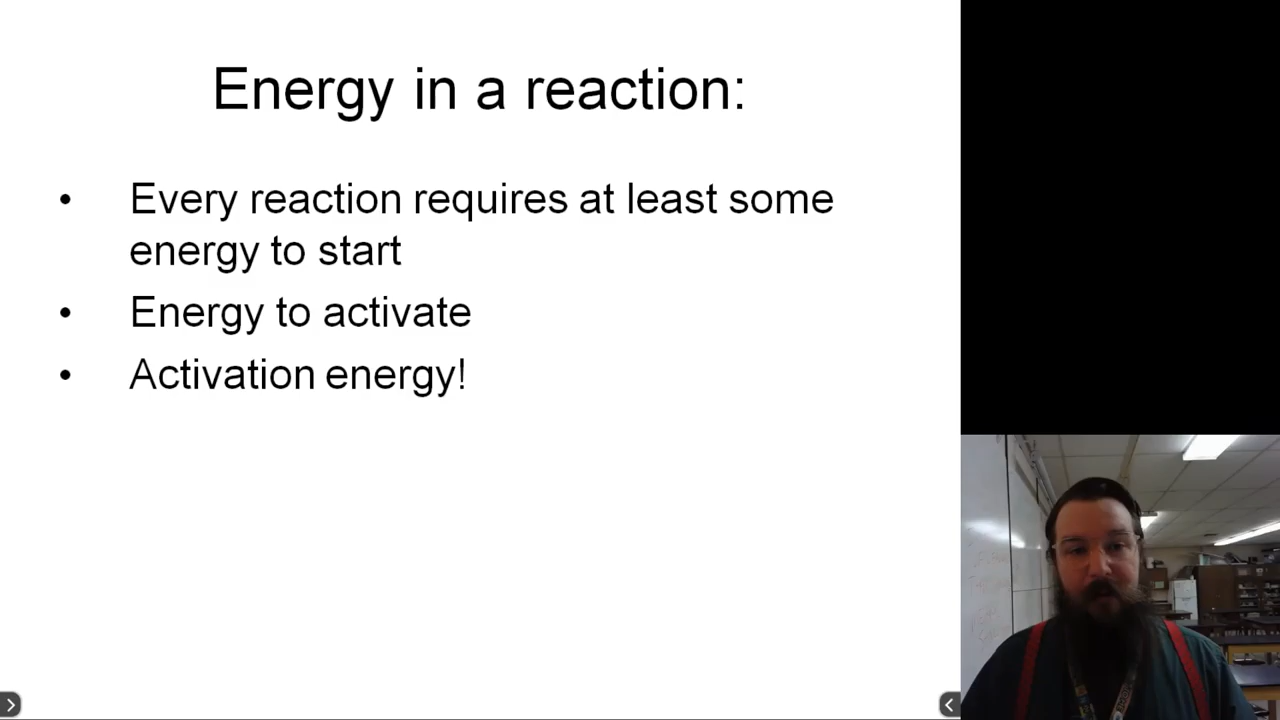 Energy in a reaction:
• Every reaction requires at least some
energy to start
• Energy to activate
• Activation energy!